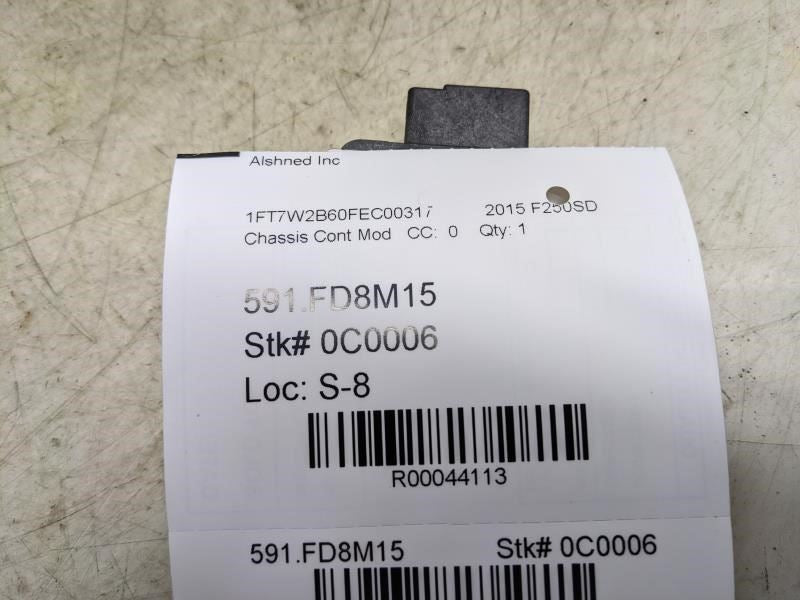 Alshned Inc
1FT7W2B60FEC00317 2015 F250SD
Chassis Cont Mod CC: 0 Qty: 1
591.FD8M15
Stk# 0C0006
Loc: S-8
R00044113
591.FD8M15 Stk# 0C0006